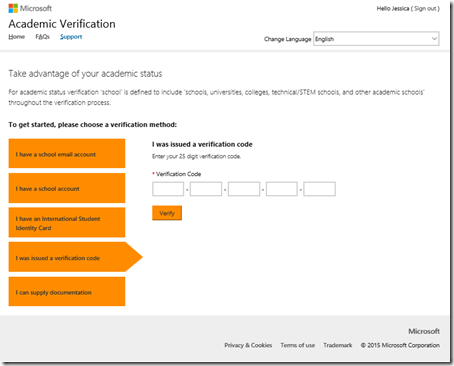 Microsoft
Hello Jessica ( Sign out )
Academic Verification
Home FAQs Support
Change Language English
Take advantage of your academic status
For academic status verification 'school' is defined to include 'schools, universities, colleges, technical/STEM schools, and other academic schools'
throughout the verification process.
To get started, please choose a verification method:
I have a school email account
I have a school account
I have an International Student
Identity Card
I was issued a verification code
I can supply documentation
I was issued a verification code
Enter your 25 digit verification code.
* Verification Code
- - - -
Verify
Microsoft
Privacy & Cookies Terms of use Trademark © 2015 Microsoft Corporation